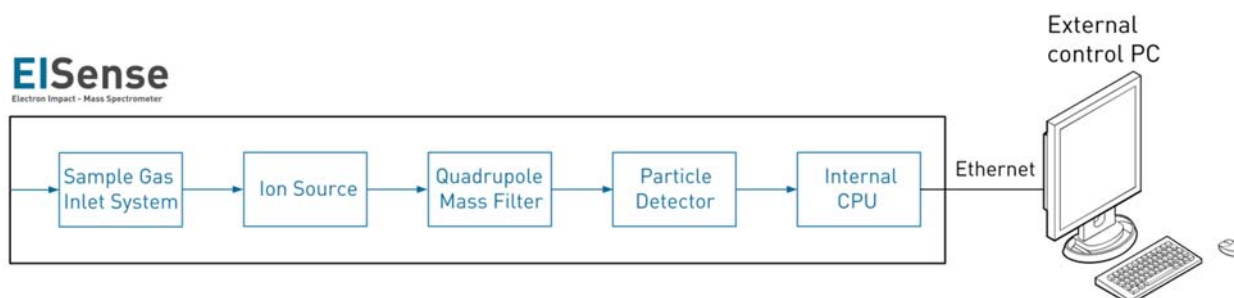 EISense
Electron Impact - Mass Spectrometer
External
control PC
Sample Gas
Inlet System
Ion Source
Quadrupole
Mass Filter
Particle
Detector
Internal
CPU
Ethernet